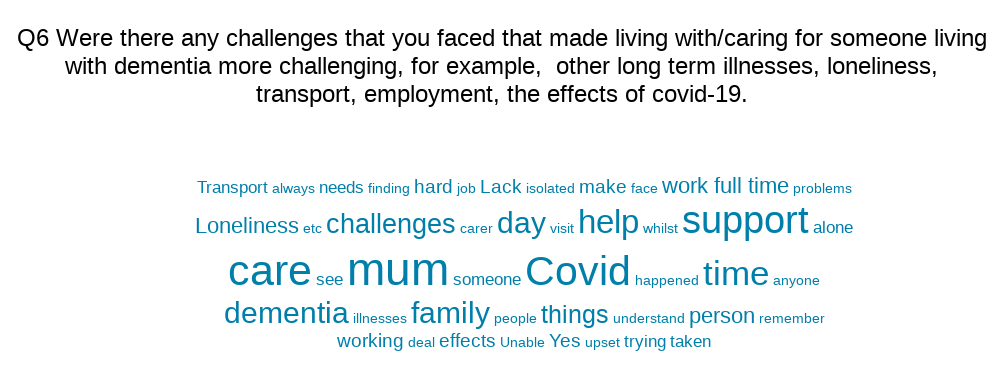 Q6 Were there any challenges that you faced that made living with/caring for someone living
with dementia more challenging, for example,  other long term illnesses, loneliness,
transport, employment, the effects of covid-19.
Transport always needs finding hard job Lack isolated make face work full time problems
Loneliness etc challenges carer day visit help whilst support alone
care see mum someone Covid happened time anyone
dementia illnesses family people things understand person remember
working deal effects Unable Yes upset trying taken